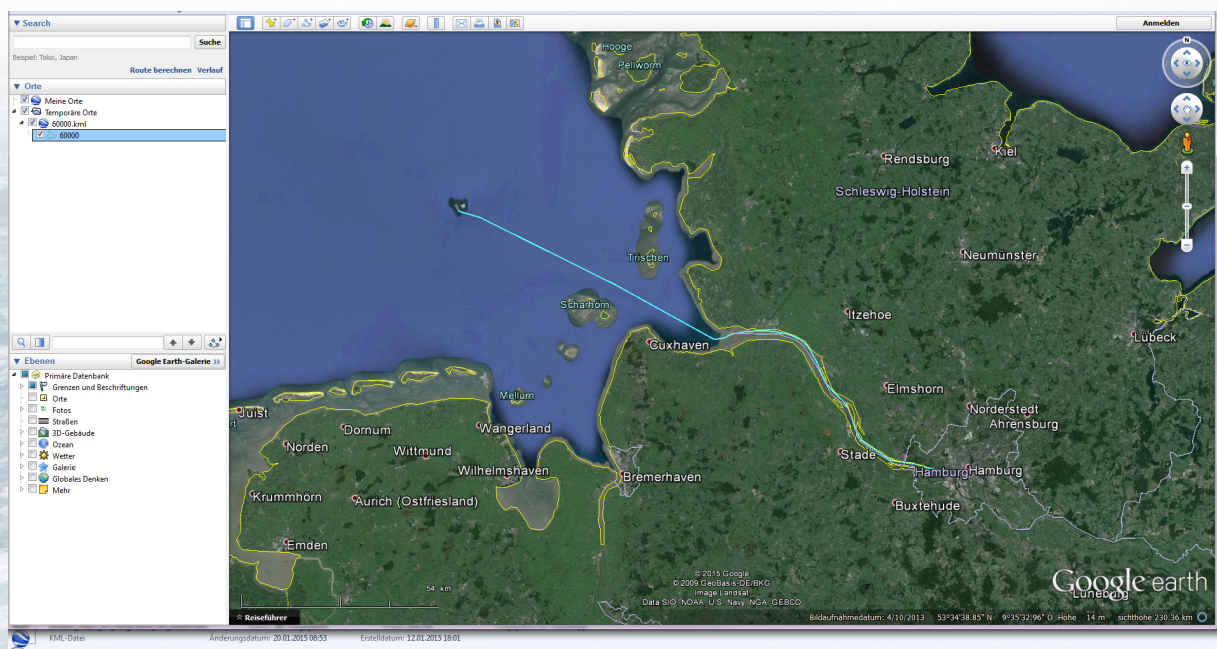 Search
Suche
Beispiel: Tokio, Japan
Route berechnen Verlauf
Orte
Meine Orte
Temporäre Orte
60000.kml
60000
Ebenen
Google Earth-Galerie >>
Primäre Datenbank
Grenzen und Beschriftungen
Orte
Fotos
Straßen
3D-Gebäude
Ozean
Wetter
Galerie
Globales Denken
Mehr
Anmelden
N
Hooge
Pellworm
Rendsburg
Kiel
Schleswig-Holstein
Neumünster
Trischen
Scharhörn
Itzehoe
Cuxhaven
Lübeck
Elmshorn
Mellum
Norderstedt
Ahrensburg
Juist
Dornum
Wangerland
Norden
Wittmund
Stade
Wilhelmshaven
Bremerhaven
Hamburg
Hamburg
Krummhörn
Aurich (Ostfriesland)
Buxtehude
Emden
54 km
© 2015 Google
© 2009 GeoBasis-DE/BKG
Image Landsat
Data SIO, NOAA, U.S. Navy, NGA, GEBCO
Google earth
Lüneburg
Reiseführer
Bildaufnahmedatum: 4/10/2013 53°34'38.85" N 9°35'32.96" O Höhe 14 m sichthöhe 230.36 km
KML-Datei
Änderungsdatum: 20.01.2015 08:53
Erstelldatum: 12.01.2015 18:01